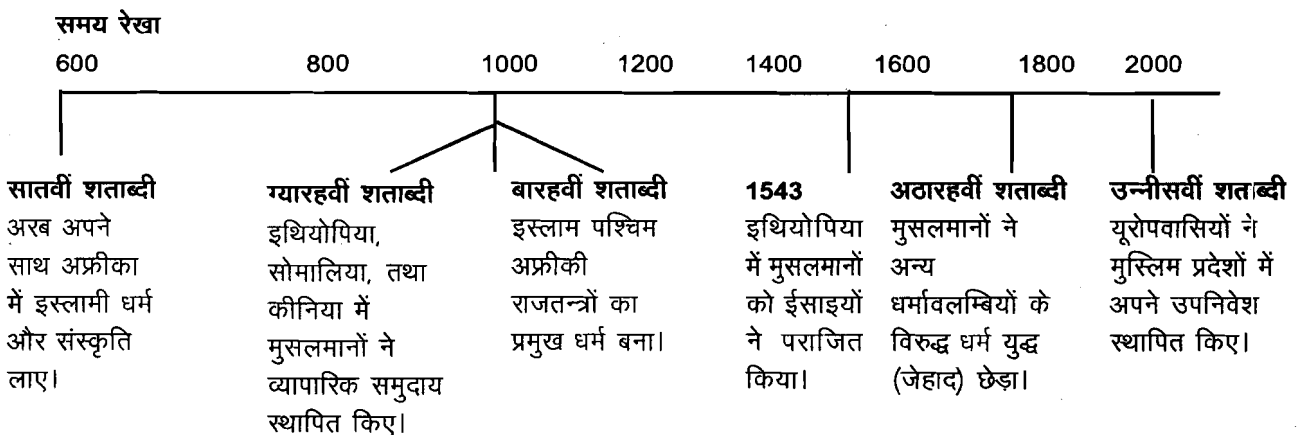 समय रेखा
600 800 1000 1200 1400 1600 1800 2000
सातवीं शताब्दी
अरब अपने
साथ अफ्रीका
में इस्लामी धर्म
और संस्कृति
लाए।
ग्यारहवीं शताब्दी
इथियोपिया,
सोमालिया, तथा
कीनिया में
मुसलमानों ने
व्यापारिक समुदाय
स्थापित किए।
बारहवीं शताब्दी
इस्लाम पश्चिम
अफ्रीकी
राजतन्त्रों का
प्रमुख धर्म बना।
1543
इथियोपिया
में मुसलमानों
को ईसाइयों
ने पराजित
किया।
अठारहवीं शताब्दी
मुसलमानों ने
अन्य
धर्मावलम्बियों के
विरुद्ध धर्म युद्ध
(जेहाद) छेड़ा।
उन्नीसवीं शताब्दी
यूरोपवासियों ने
मुस्लिम प्रदेशों में
अपने उपनिवेश
स्थापित किए।